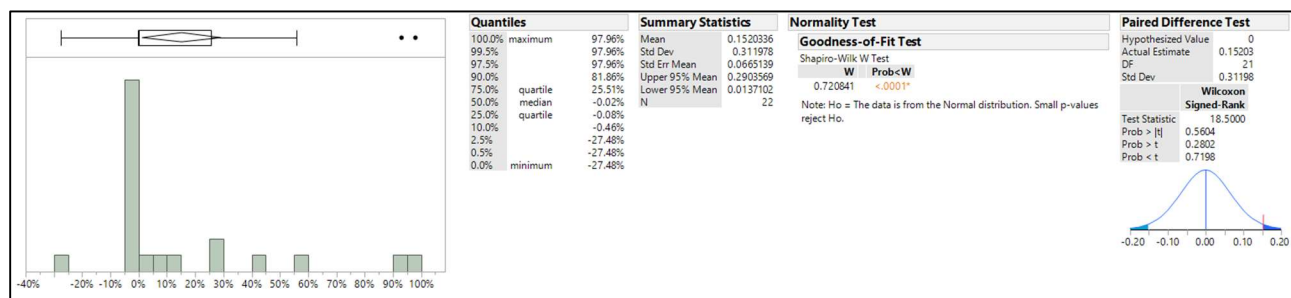 -40%
-20%
-10%
0%
10%
20%
30%
40%
50%
60%
70%
80%
90%
100%
Quantiles
100.0% maximum 97.96%
99.5% 97.96%
97.5% 97.96%
90.0% 81.86%
75.0% quartile 25.51%
50.0% median -0.02%
25.0% quartile -0.08%
10.0% -0.46%
2.5% -27.48%
0.5% -27.48%
0.0% minimum -27.48%
Summary Statistics
Mean 0.1520336
Std Dev 0.311978
Std Err Mean 0.0665139
Upper 95% Mean 0.2903569
Lower 95% Mean 0.0137102
N 22
Normality Test
Goodness-of-Fit Test
Shapiro-Wilk W Test
W Prob<W
0.720841 <.0001*
Note: Ho = The data is from the Normal distribution. Small p-values
reject Ho.
Paired Difference Test
Hypothesized Value 0
Actual Estimate 0.15203
DF 21
Std Dev 0.31198
Wilcoxon
Signed-Rank
Test Statistic 18.5000
Prob > |t| 0.5604
Prob > t 0.2802
Prob < t 0.7198
-0.20 -0.10 0.00 0.10 0.20